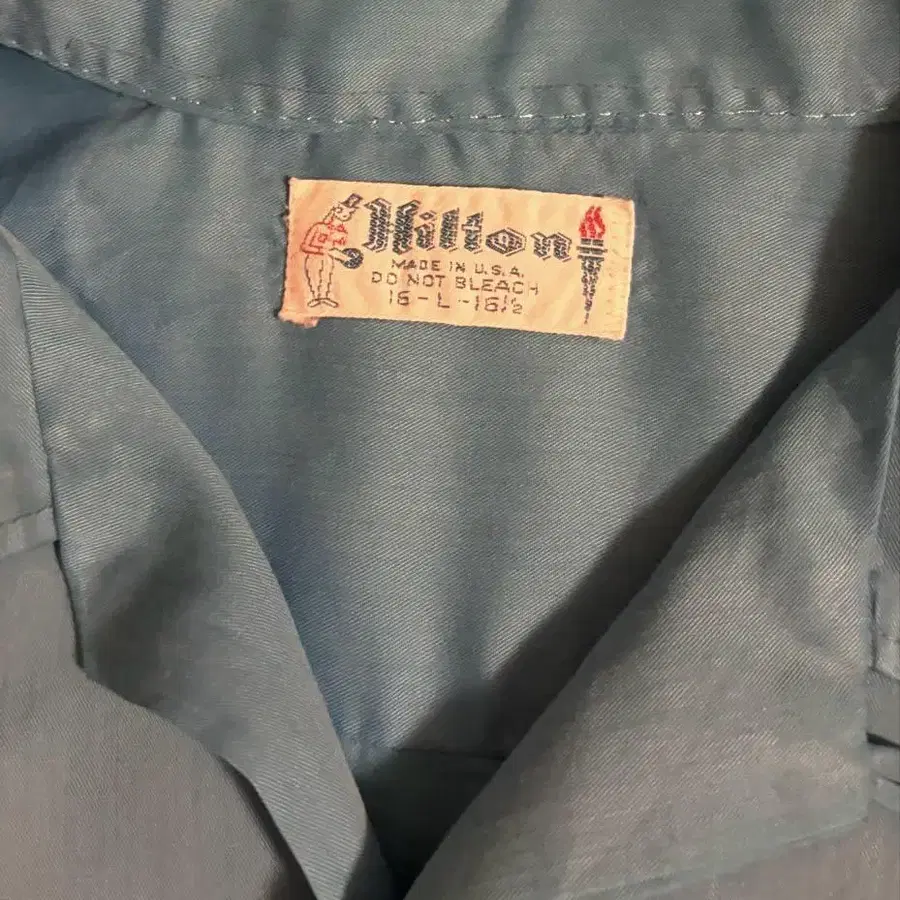 Hilton
MADE IN U.S.A.
DO NOT BLEACH
16-L-16½